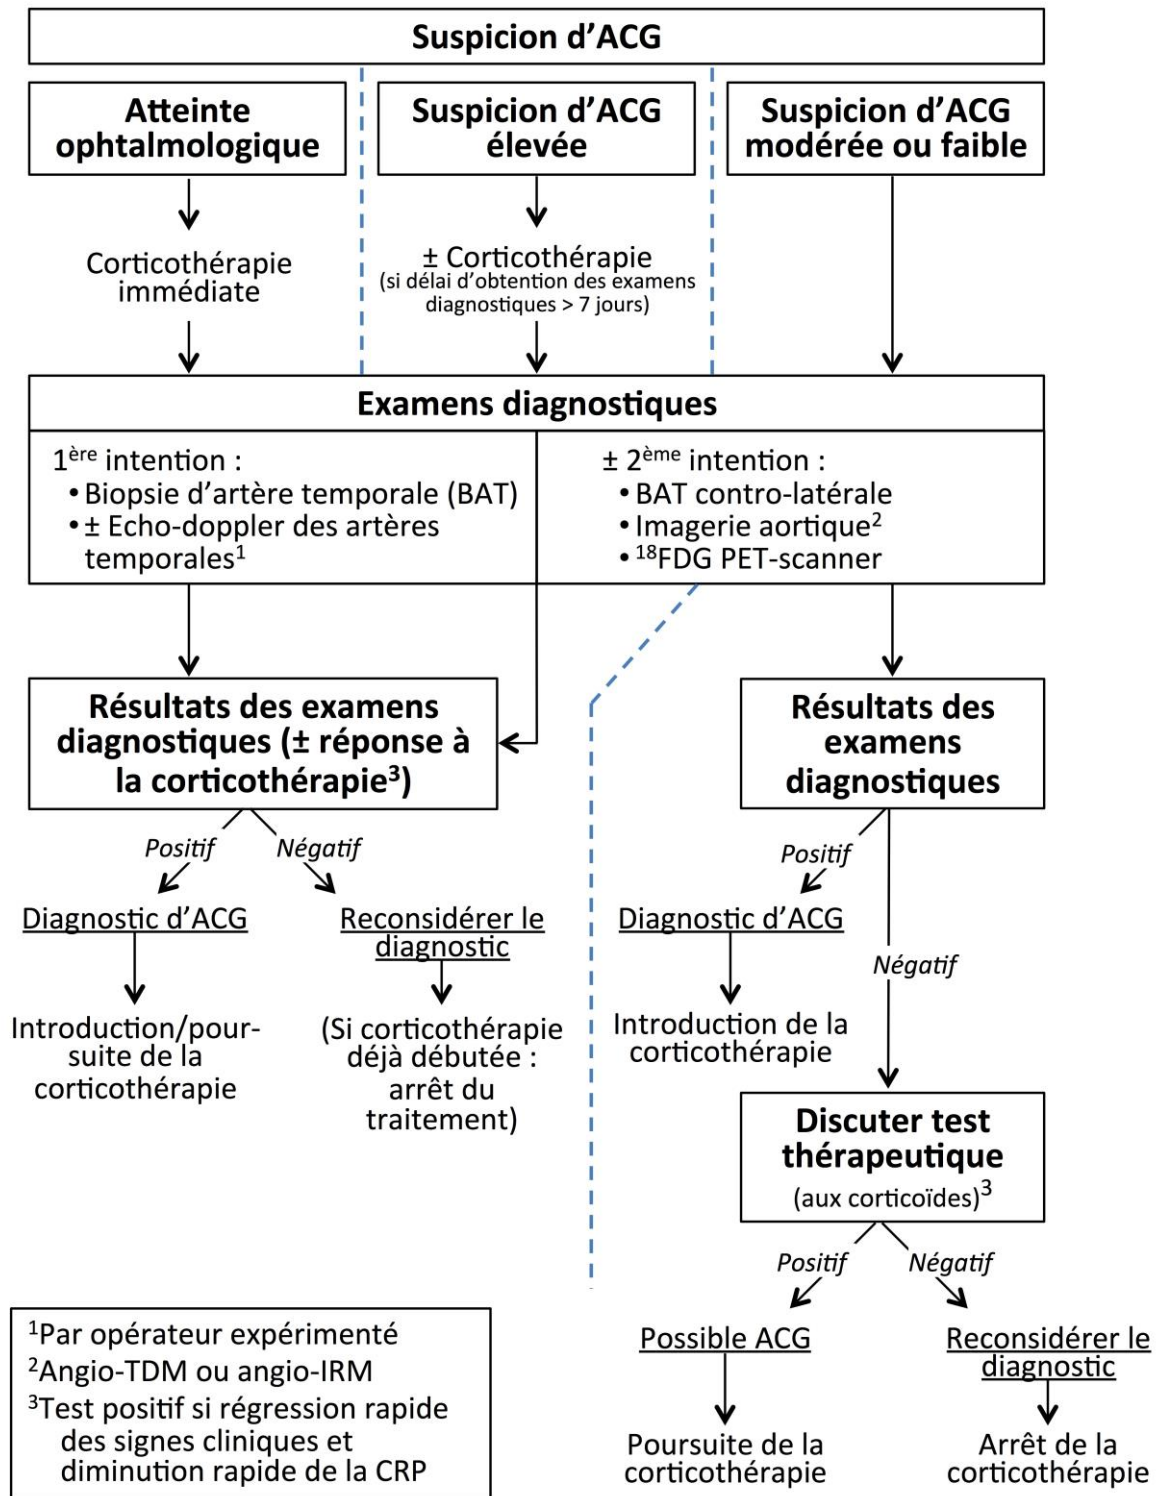 Suspicion d’ACG
Atteinte
ophtalmologique
Suspicion d’ACG
élevée
Suspicion d’ACG
modérée ou faible
Corticothérapie
immédiate
± Corticothérapie
(si délai d’obtention des examens
diagnostiques > 7 jours)
Examens diagnostiques
1ère intention :
• Biopsie d’artère temporale (BAT)
• ± Echo-doppler des artères
temporales1
± 2ème intention :
• BAT contro-latérale
• Imagerie aortique2
• 18FDG PET-scanner
Résultats des examens
diagnostiques (± réponse à
la corticothérapie3)
Positif
Négatif
Diagnostic d’ACG
Introduction/pour-
suite de la
corticothérapie
Reconsidérer le
diagnostic
(Si corticothérapie
déjà débutée :
arrêt du
traitement)
Résultats des
examens
diagnostiques
Positif
Négatif
Diagnostic d’ACG
Introduction de la
corticothérapie
Discuter test
thérapeutique
(aux corticoïdes)3
Positif
Négatif
Possible ACG
Poursuite de la
corticothérapie
Reconsidérer le
diagnostic
Arrêt de la
corticothérapie
1Par opérateur expérimenté
2Angio-TDM ou angio-IRM
3Test positif si régression rapide
des signes cliniques et
diminution rapide de la CRP